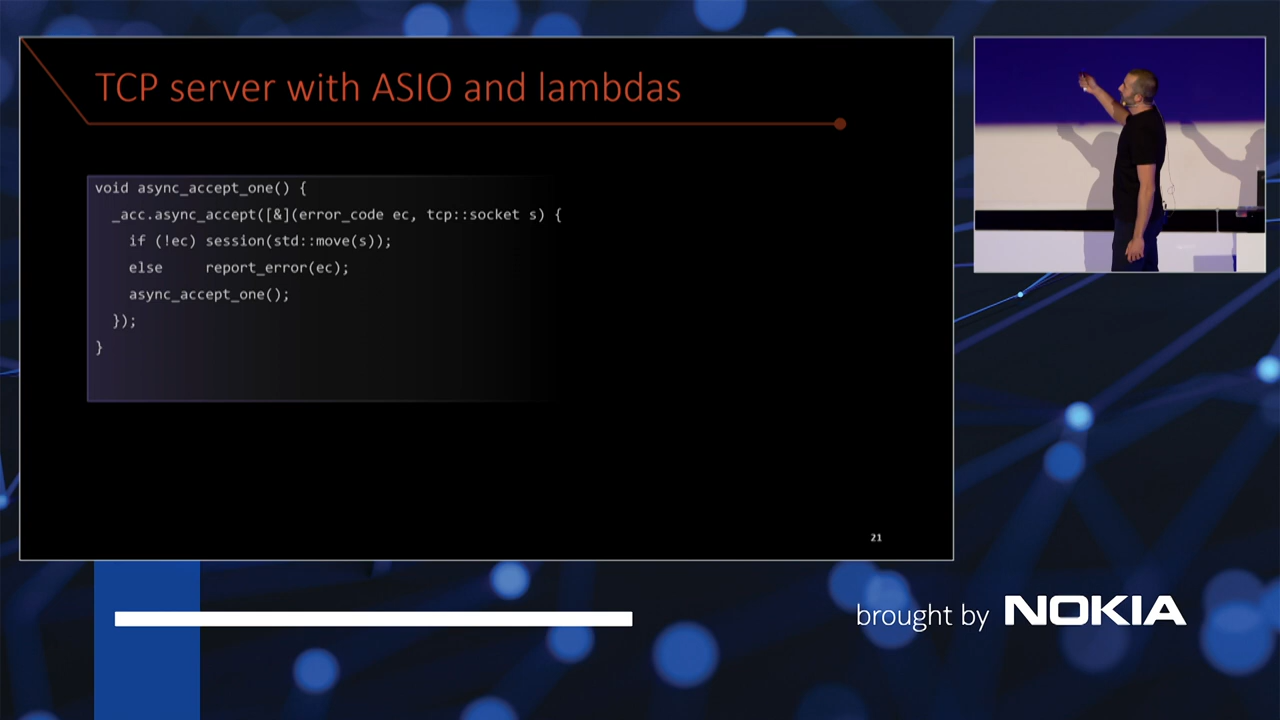 TCP server with ASIO and lambdas
void async_accept_one() {
  _acc.async_accept([&](error_code ec, tcp::socket s) {
    if (!ec) session(std::move(s));
    else     report_error(ec);
    async_accept_one();
  });
}
21
brought by NOKIA